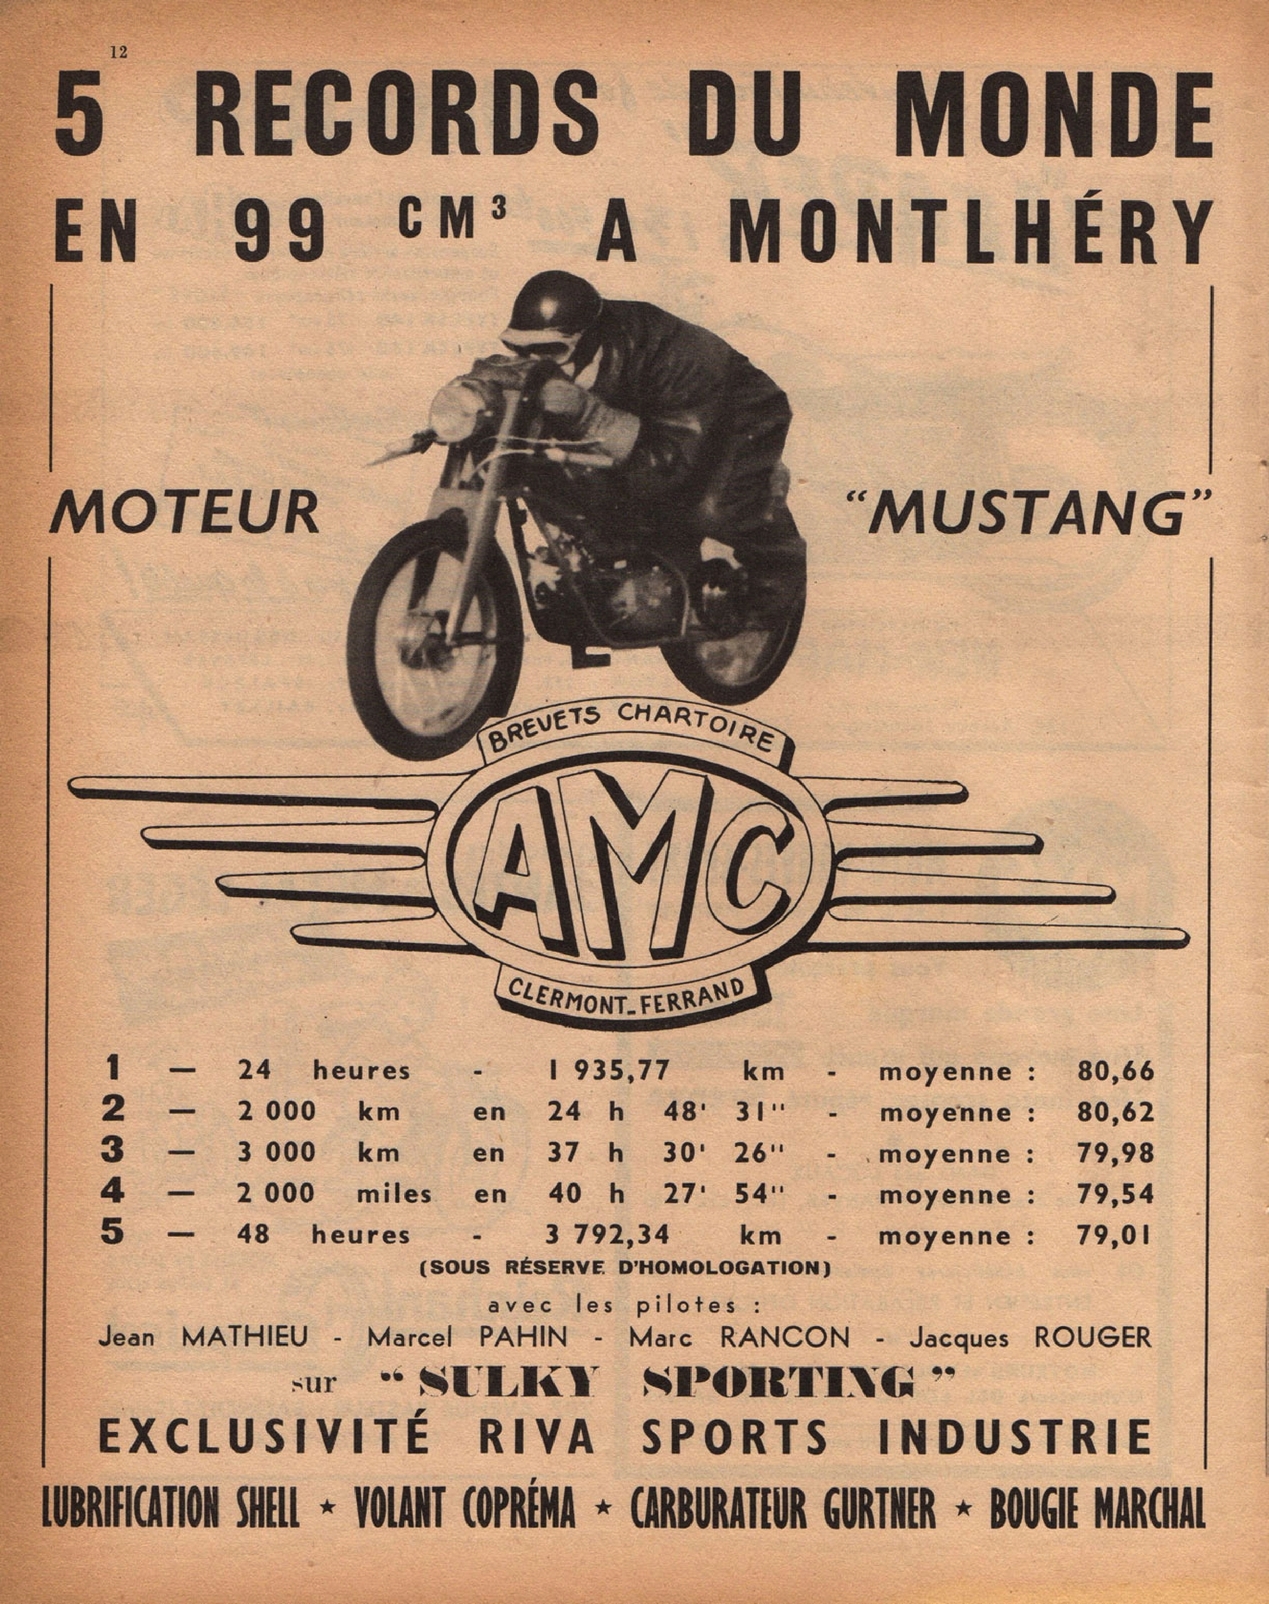 12
5 RECORDS DU MONDE
EN 99 CM³ A MONTLHÉRY
MOTEUR "MUSTANG"
BREVETS CHARTOIRE
AMC
CLERMONT-FERRAND
1 — 24 heures - 1 935,77 km - moyenne : 80,66
2 — 2 000 km en 24 h 48' 31" - moyenne : 80,62
3 — 3 000 km en 37 h 30' 26" - moyenne : 79,98
4 — 2 000 miles en 40 h 27' 54" - moyenne : 79,54
5 — 48 heures - 3 792,34 km - moyenne : 79,01
(SOUS RÉSERVE D'HOMOLOGATION)
avec les pilotes :
Jean MATHIEU - Marcel PAHIN - Marc RANCON - Jacques ROUGER
sur "SULKY SPORTING"
EXCLUSIVITÉ RIVA SPORTS INDUSTRIE
LUBRIFICATION SHELL ★ VOLANT COPRÉMA ★ CARBURATEUR GURTNER ★ BOUGIE MARCHAL